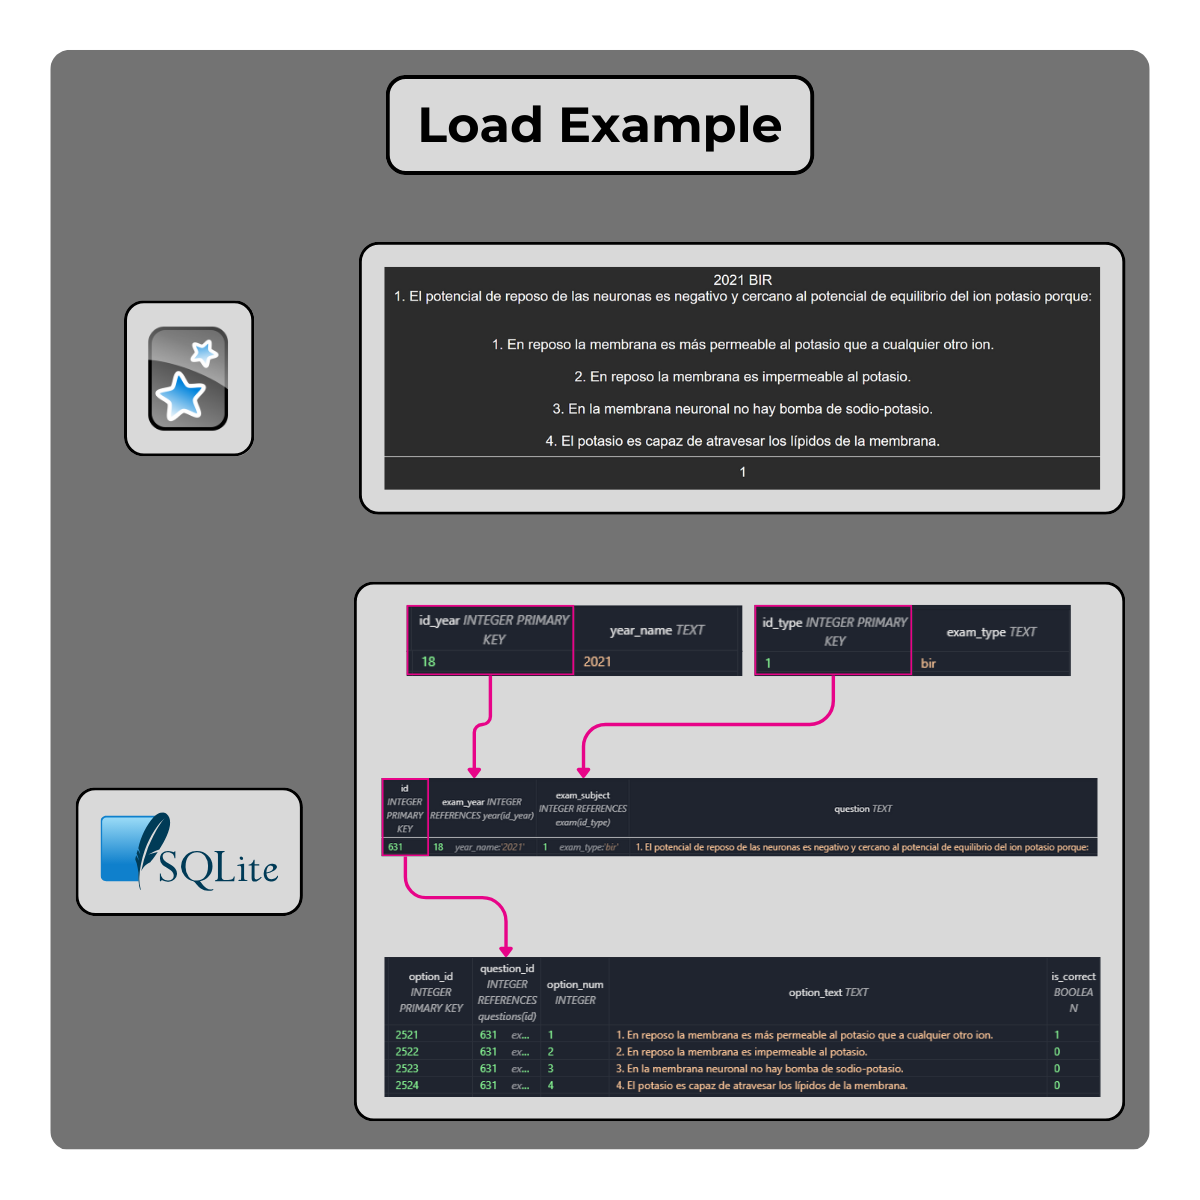 Load Example
2021 BIR
1. El potencial de reposo de las neuronas es negativo y cercano al potencial de equilibrio del ion potasio porque:
1. En reposo la membrana es más permeable al potasio que a cualquier otro ion.
2. En reposo la membrana es impermeable al potasio.
3. En la membrana neuronal no hay bomba de sodio-potasio.
4. El potasio es capaz de atravesar los lípidos de la membrana.
1
id_year INTEGER PRIMARY
KEY
year_name TEXT
18
2021
id_type INTEGER PRIMARY
KEY
exam_type TEXT
1
bir
SQLite
id
INTEGER
PRIMARY
KEY
exam_year INTEGER
REFERENCES year(id_year)
exam_subject
INTEGER REFERENCES
exam(id_type)
question TEXT
631
18 year_name:'2021'
1 exam_type:'bir'
1. El potencial de reposo de las neuronas es negativo y cercano al potencial de equilibrio del ion potasio porque:
option_id
INTEGER
PRIMARY KEY
question_id
INTEGER
REFERENCES
questions(id)
option_num
INTEGER
option_text TEXT
is_correct
BOOLEA
N
2521 631 ex... 1 1. En reposo la membrana es más permeable al potasio que a cualquier otro ion. 1
2522 631 ex... 2 2. En reposo la membrana es impermeable al potasio. 0
2523 631 ex... 3 3. En la membrana neuronal no hay bomba de sodio-potasio. 0
2524 631 ex... 4 4. El potasio es capaz de atravesar los lípidos de la membrana. 0